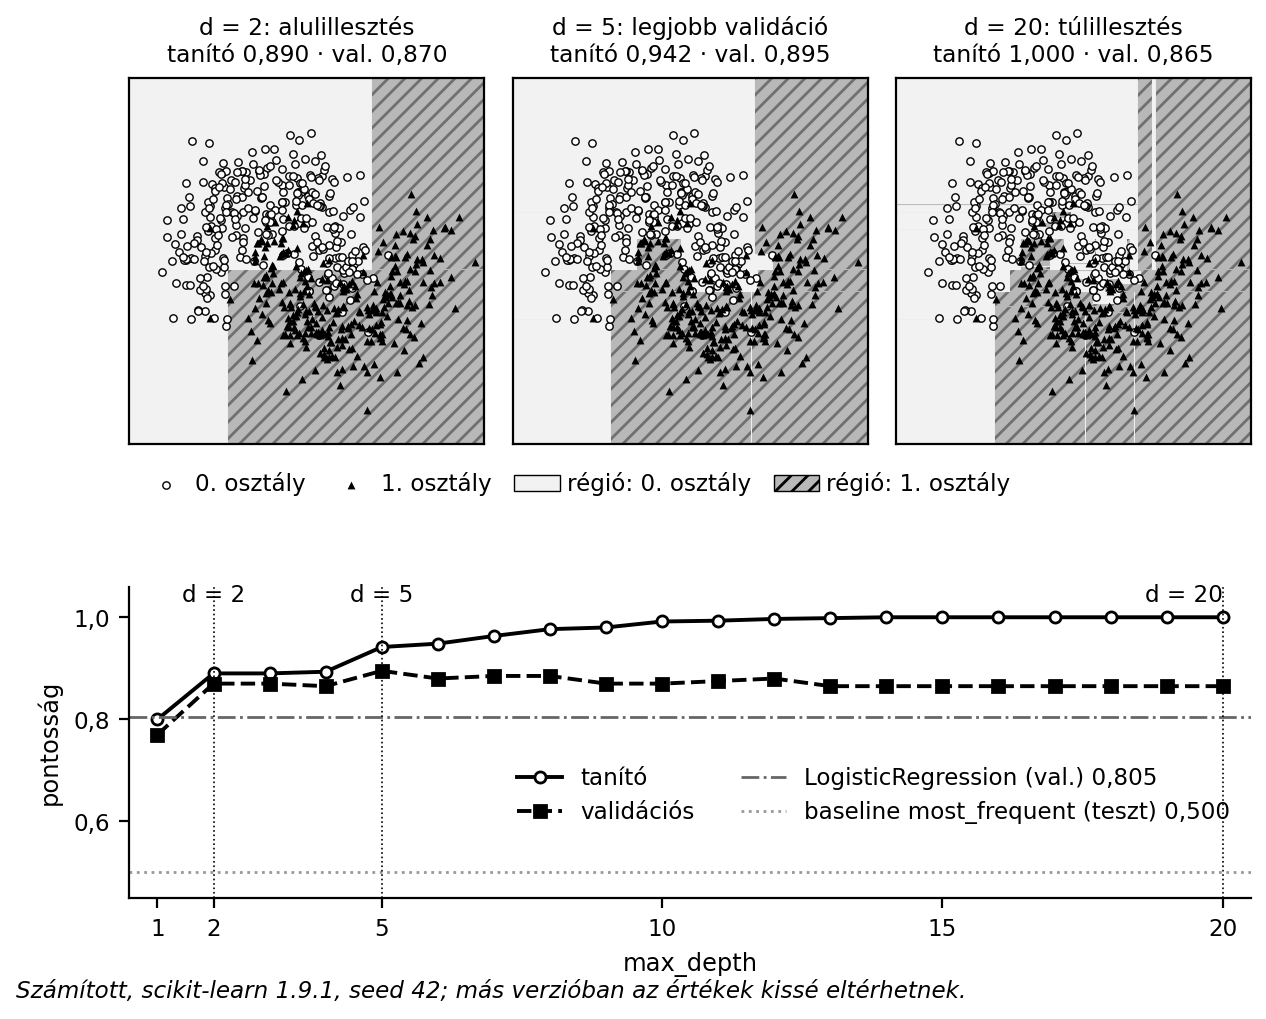 d = 2: alulillesztés
tanító 0,890 · val. 0,870
d = 5: legjobb validáció
tanító 0,942 · val. 0,895
d = 20: túlillesztés
tanító 1,000 · val. 0,865
0. osztály
1. osztály
régió: 0. osztály
régió: 1. osztály
d = 2
d = 5
d = 20
1,0
0,8
0,6
pontosság
tanító
validációs
LogisticRegression (val.) 0,805
baseline most_frequent (teszt) 0,500
1
2
5
10
15
20
max_depth
Számított, scikit-learn 1.9.1, seed 42; más verzióban az értékek kissé eltérhetnek.